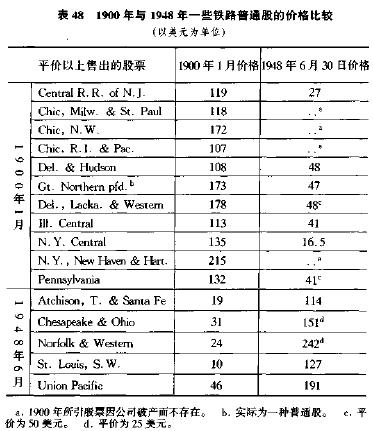 表 48 1900 年与 1948 年一些铁路普通股的价格比较
(以美元为单位)
平价以上售出的股票 1900 年 1 月价格 1948 年 6 月 30 日价格
1900年1月
Central R. R. of N. J. 119 27
Chic, Milw. & St. Paul 118 ..a
Chic, N. W. 172 ..a
Chic, R. I. & Pac. 107 ..a
Del. & Hudson 108 48
Gt. Northern pfd. b 173 47
Del., Lacka. & Western 178 48c
Ill. Central 113 41
N. Y. Central 135 16.5
N. Y., New Haven & Hart. 215 ..a
Pennsylvania 132 41c
1948年6月
Atchison, T. & Santa Fe 19 114
Chesapeake & Ohio 31 151d
Norfolk & Western 24 242d
St. Louis, S. W. 10 127
Union Pacific 46 191
a. 1900 年所引股票因公司破产而不存在。 b. 实际为一种普通股。 c. 平
价为 50 美元。 d. 平价为 25 美元。